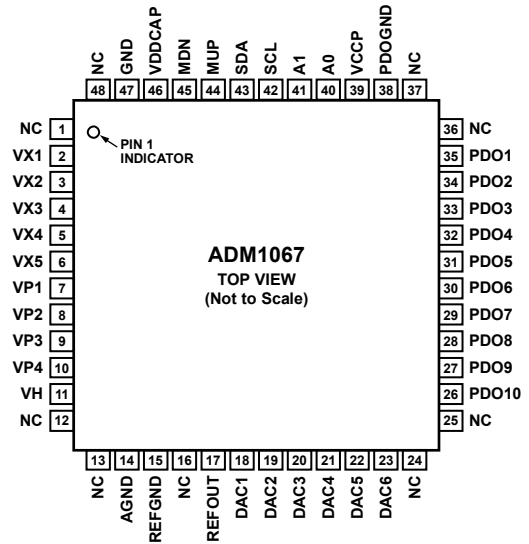 NC GND VDDCAP MDN MUP SDA SCL A1 A0 VCCP PDOGND NC
48 47 46 45 44 43 42 41 40 39 38 37
NC 1
VX1 2
VX2 3
VX3 4
VX4 5
VX5 6
VP1 7
VP2 8
VP3 9
VP4 10
VH 11
NC 12
PIN 1
INDICATOR
ADM1067
TOP VIEW
(Not to Scale)
36 NC
35 PDO1
34 PDO2
33 PDO3
32 PDO4
31 PDO5
30 PDO6
29 PDO7
28 PDO8
27 PDO9
26 PDO10
25 NC
13 14 15 16 17 18 19 20 21 22 23 24
NC AGND REFGND NC REFOUT DAC1 DAC2 DAC3 DAC4 DAC5 DAC6 NC